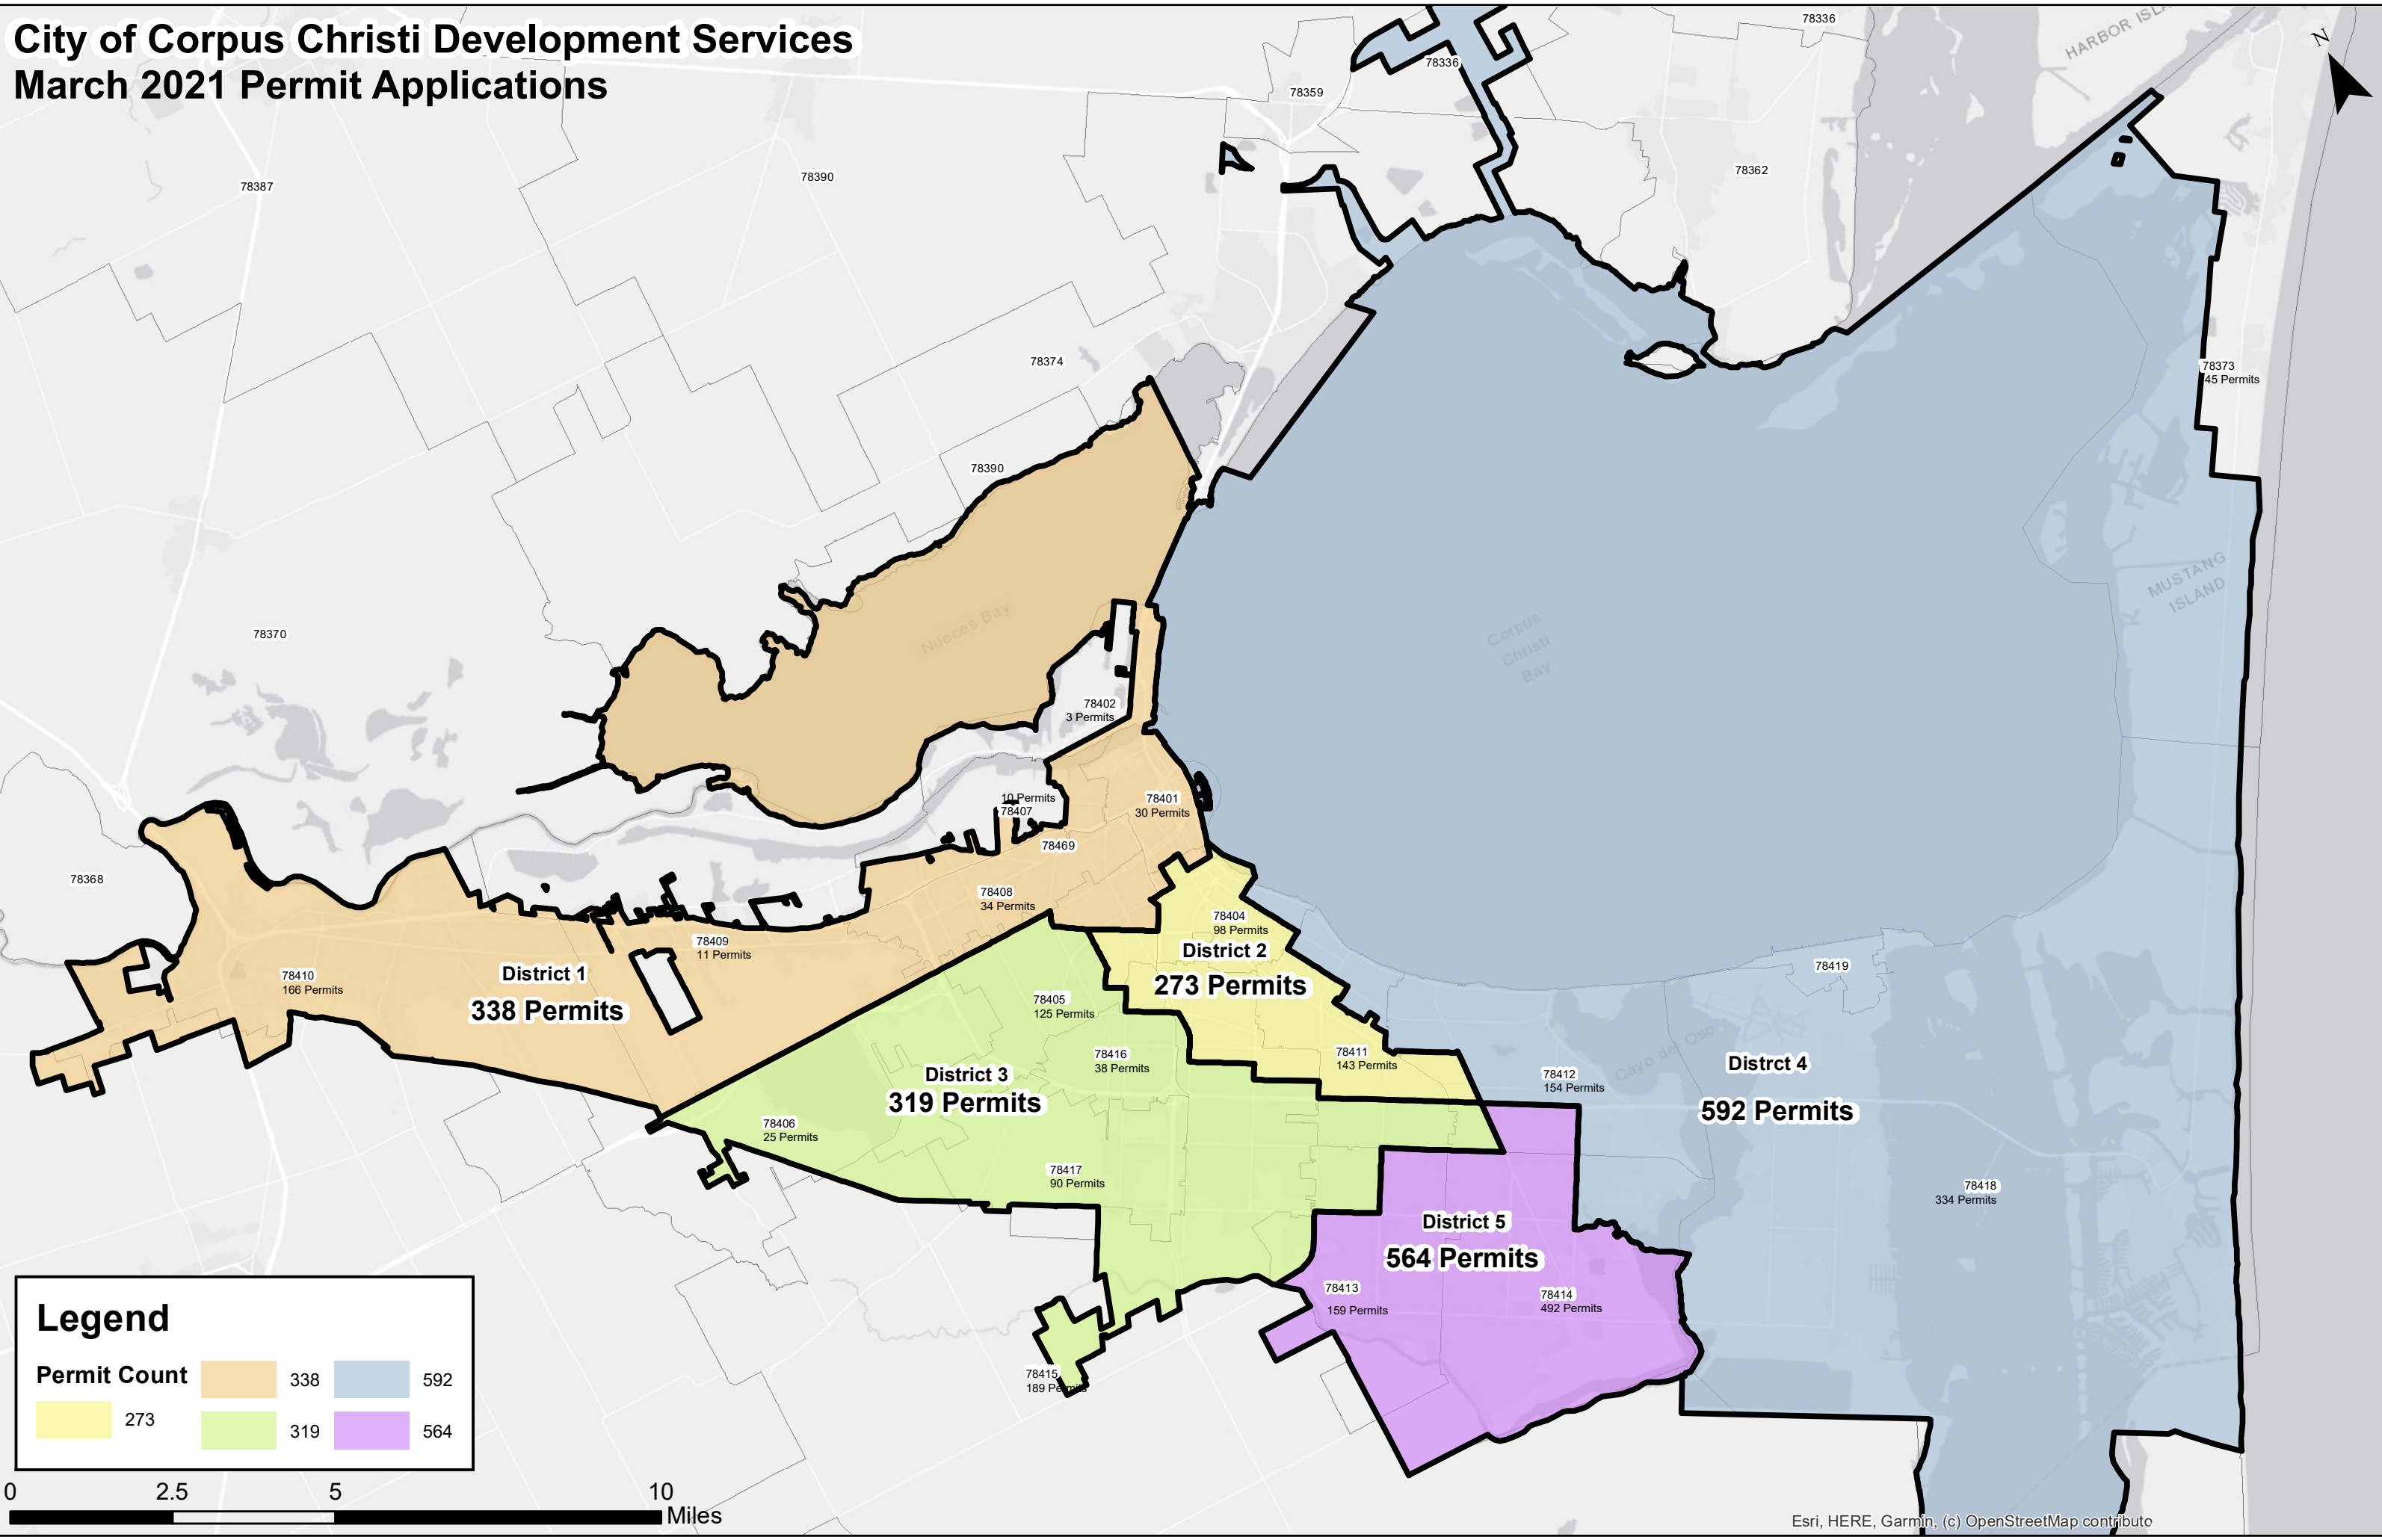 City of Corpus Christi Development Services
March 2021 Permit Applications
78336
78336
HARBOR
N
78359
78362
78387
78390
78374
78373
45 Permits
78390
MUSTANG
ISLAND
Nueces Bay
Corpus
Christi
Bay
78370
78402
3 Permits
10 Permits
78407
78401
30 Permits
78469
78368
78408
34 Permits
78404
98 Permits
78409
11 Permits
District 2
273 Permits
78410
166 Permits
District 1
338 Permits
78419
78405
125 Permits
78416
38 Permits
78411
143 Permits
Cayo del Oso
Distrct 4
592 Permits
78412
154 Permits
District 3
319 Permits
78406
25 Permits
78417
90 Permits
78418
334 Permits
District 5
564 Permits
78413
159 Permits
78414
492 Permits
78415
189 Permits
Legend
Permit Count
338
592
273
319
564
0 2.5 5 10
Miles
Esri, HERE, Garmin, (c) OpenStreetMap contributo